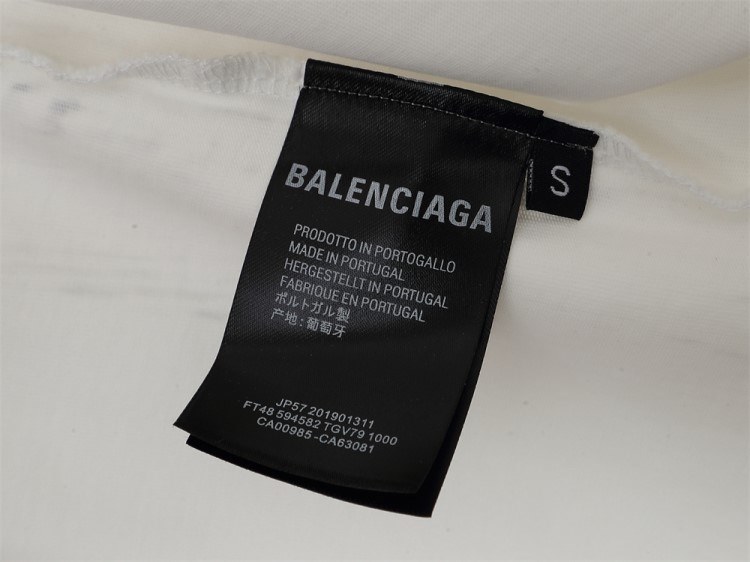 BALENCIAGA
S
PRODOTTO IN PORTOGALLO
MADE IN PORTUGAL
HERGESTELLT IN PORTUGAL
FABRIQUE EN PORTUGAL
ポルトガル製
产地: 葡萄牙
JP57 201901311
FT48 594582 TGV79 1000
CA00985-CA63081